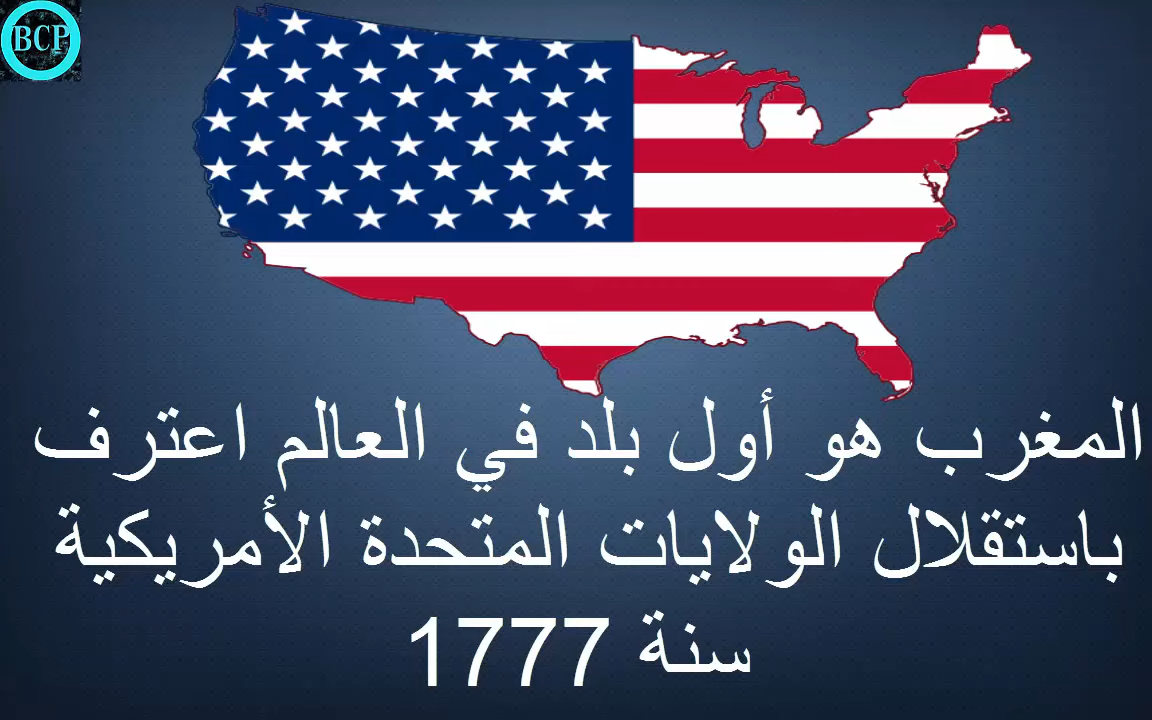 BCP
المغرب هو أول بلد في العالم اعترف
باستقلال الولايات المتحدة الأمريكية
سنة 1777